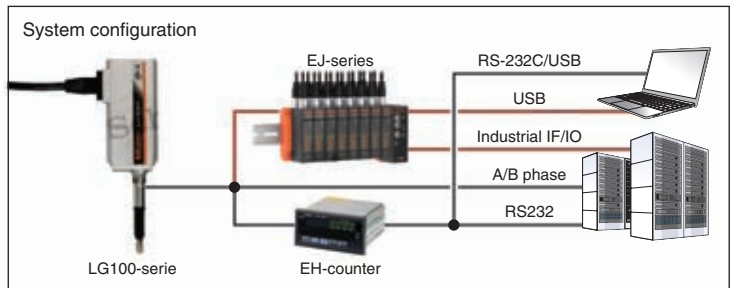 System configuration
EJ-series
RS-232C/USB
USB
Industrial IF/IO
A/B phase
RS232
LG100-serie
EH-counter